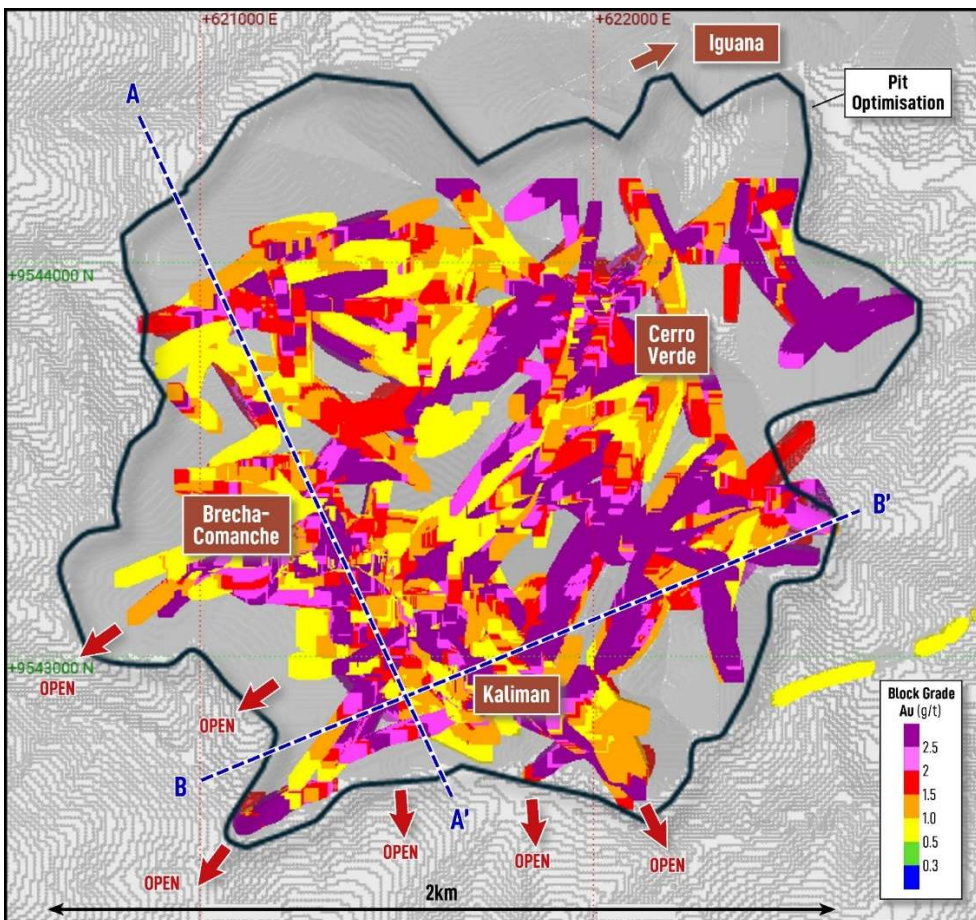 +621000 E
+622000 E
Iguana
Pit
Optimisation
A
+9544000 N
Cerro
Verde
Brecha-
Comanche
B'
+9543000 N
OPEN
OPEN
Kaliman
B
A'
OPEN
OPEN
OPEN
OPEN
Block Grade
Au (g/t)
2.5
2
1.5
1.0
0.5
0.3
2km